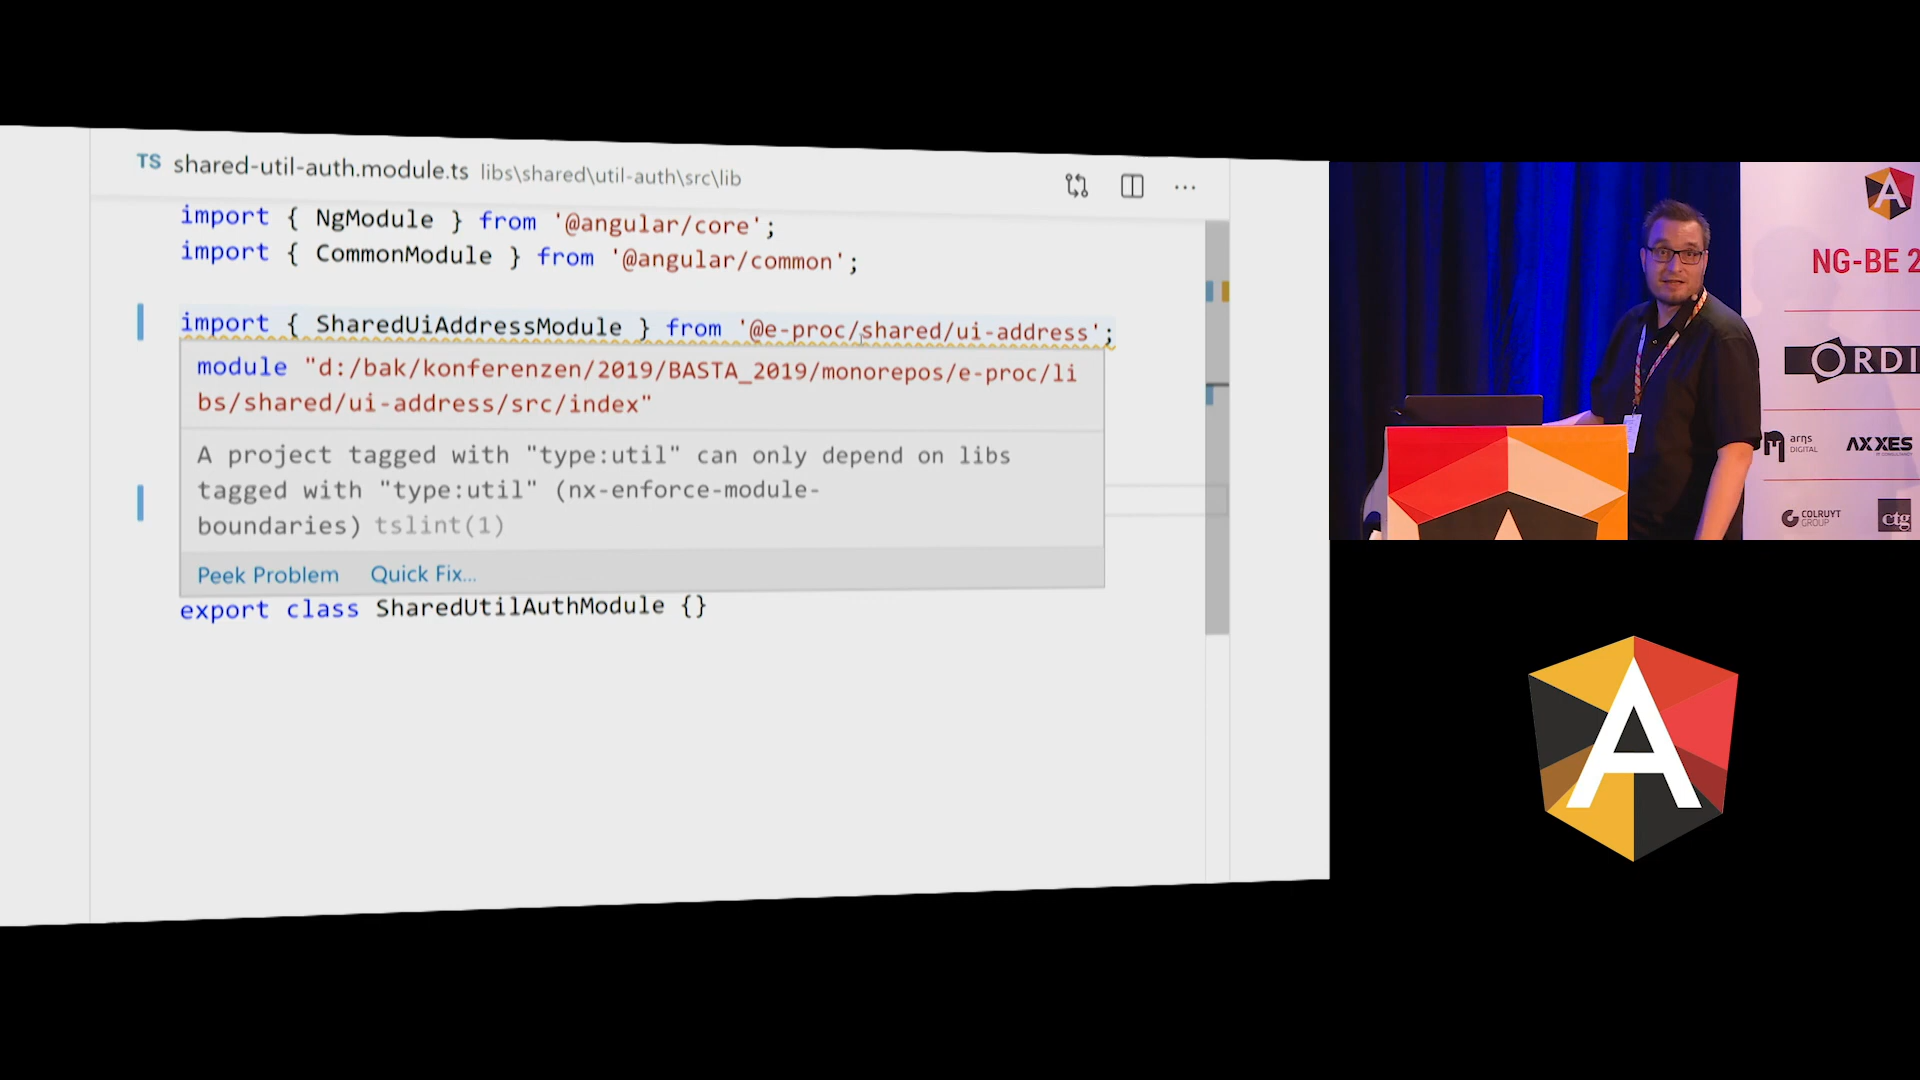 TS shared-util-auth.module.ts libs\shared\util-auth\src\lib
import { NgModule } from '@angular/core';
import { CommonModule } from '@angular/common';
import { SharedUiAddressModule } from '@e-proc/shared/ui-address';
module "d:/bak/konferenzen/2019/BASTA_2019/monorepos/e-proc/li
bs/shared/ui-address/src/index"
A project tagged with "type:util" can only depend on libs
tagged with "type:util" (nx-enforce-module-
boundaries) tslint(1)
Peek Problem Quick Fix...
export class SharedUtilAuthModule {}
A
NG-BE 2
ORDI
arηs
DIGITAL
AXXES
COLRUYT
GROUP
ctg
A